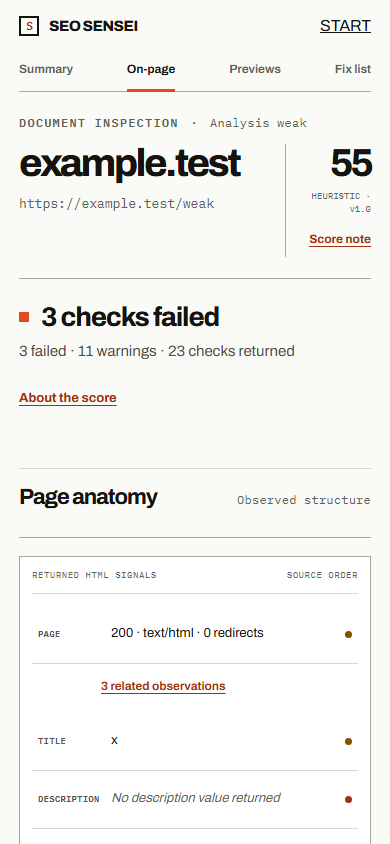 S SEO SENSEI START
Summary On-page Previews Fix list
DOCUMENT INSPECTION · Analysis weak
example.test 55
https://example.test/weak
HEURISTIC ·
v1.0
Score note
3 checks failed
3 failed · 11 warnings · 23 checks returned
About the score
Page anatomy Observed structure
RETURNED HTML SIGNALS SOURCE ORDER
PAGE 200 · text/html · 0 redirects
3 related observations
TITLE x
DESCRIPTION No description value returned